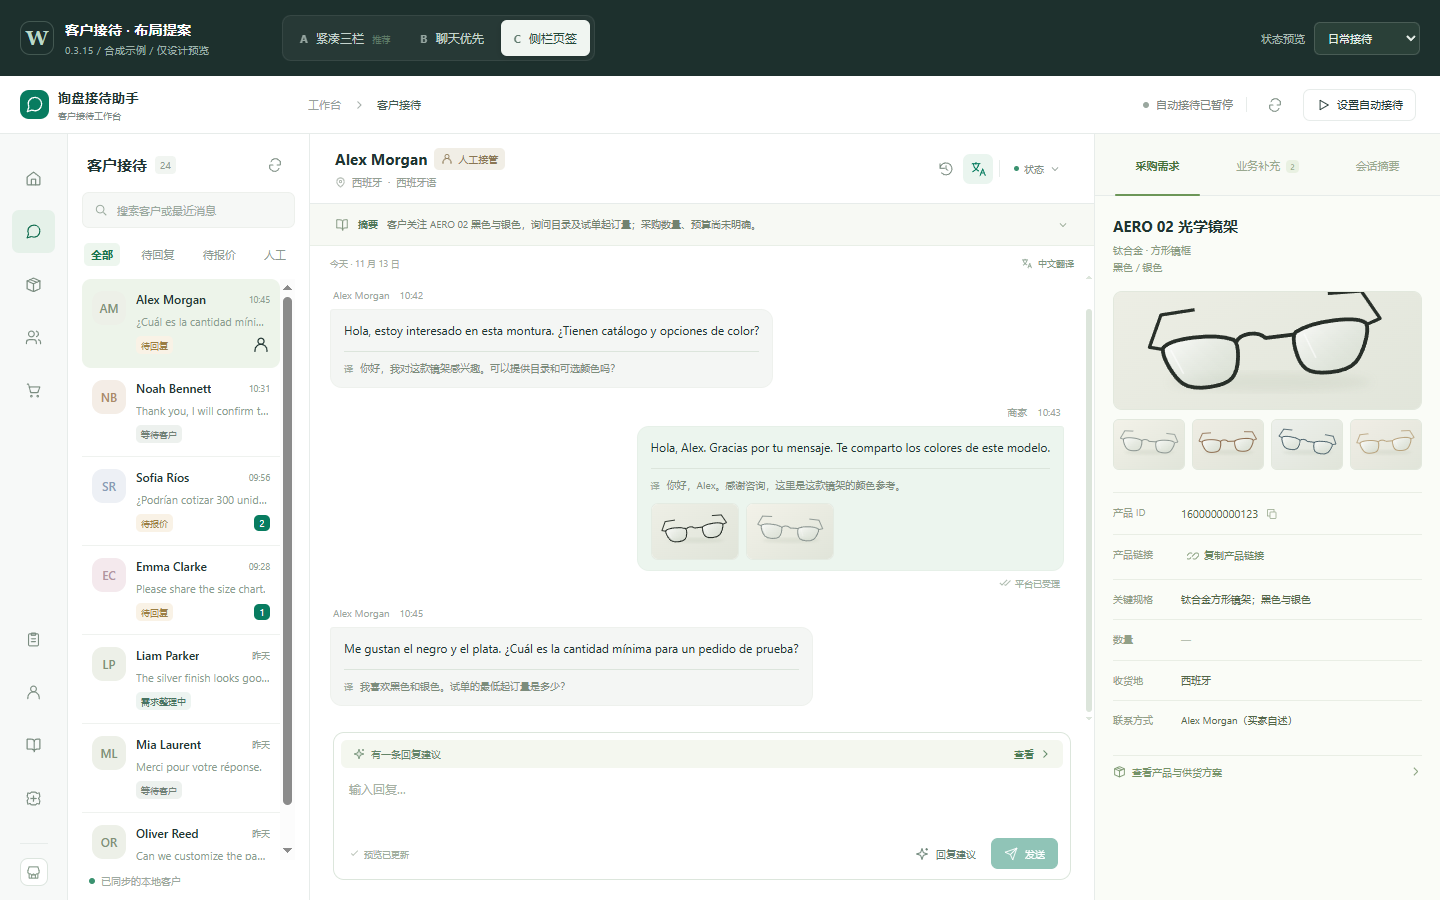 W
客户接待 · 布局提案
0.3.15 / 合成示例 / 仅设计预览
A 紧凑三栏 推荐
B 聊天优先
C 侧栏页签
状态预览
日常接待
询盘接待助手
客户接待工作台
工作台
客户接待
自动接待已暂停
设置自动接待
客户接待 24
搜索客户或最近消息
全部 待回复 待报价 人工
AM
Alex Morgan 10:45
¿Cuál es la cantidad míni...
待回复
NB
Noah Bennett 10:31
Thank you, I will confirm t...
等待客户
SR
Sofia Ríos 09:56
¿Podrían cotizar 300 unid...
待报价 2
EC
Emma Clarke 09:28
Please share the size chart.
待回复 1
LP
Liam Parker 昨天
The silver finish looks goo...
需求整理中
ML
Mia Laurent 昨天
Merci pour votre réponse.
等待客户
OR
Oliver Reed 昨天
Can we customize the pa...
已同步的本地客户
Alex Morgan 人工接管
西班牙 · 西班牙语
状态
摘要 客户关注 AERO 02 黑色与银色，询问目录及试单起订量；采购数量、预算尚未明确。
今天 · 11 月 13 日
中文翻译
Alex Morgan 10:42
Hola, estoy interesado en esta montura. ¿Tienen catálogo y opciones de color?
译 你好，我对这款镜架感兴趣。可以提供目录和可选颜色吗？
商家 10:43
Hola, Alex. Gracias por tu mensaje. Te comparto los colores de este modelo.
译 你好，Alex。感谢咨询，这里是这款镜架的颜色参考。
平台已受理
Alex Morgan 10:45
Me gustan el negro y el plata. ¿Cuál es la cantidad mínima para un pedido de prueba?
译 我喜欢黑色和银色。试单的最低起订量是多少？
有一条回复建议
查看
输入回复...
预览已更新
回复建议
发送
采购需求
业务补充 2
会话摘要
AERO 02 光学镜架
钛合金 · 方形镜框
黑色 / 银色
产品 ID 1600000000123
产品链接 复制产品链接
关键规格 钛合金方形镜架；黑色与银色
数量 —
收货地 西班牙
联系方式 Alex Morgan（买家自述）
查看产品与供货方案